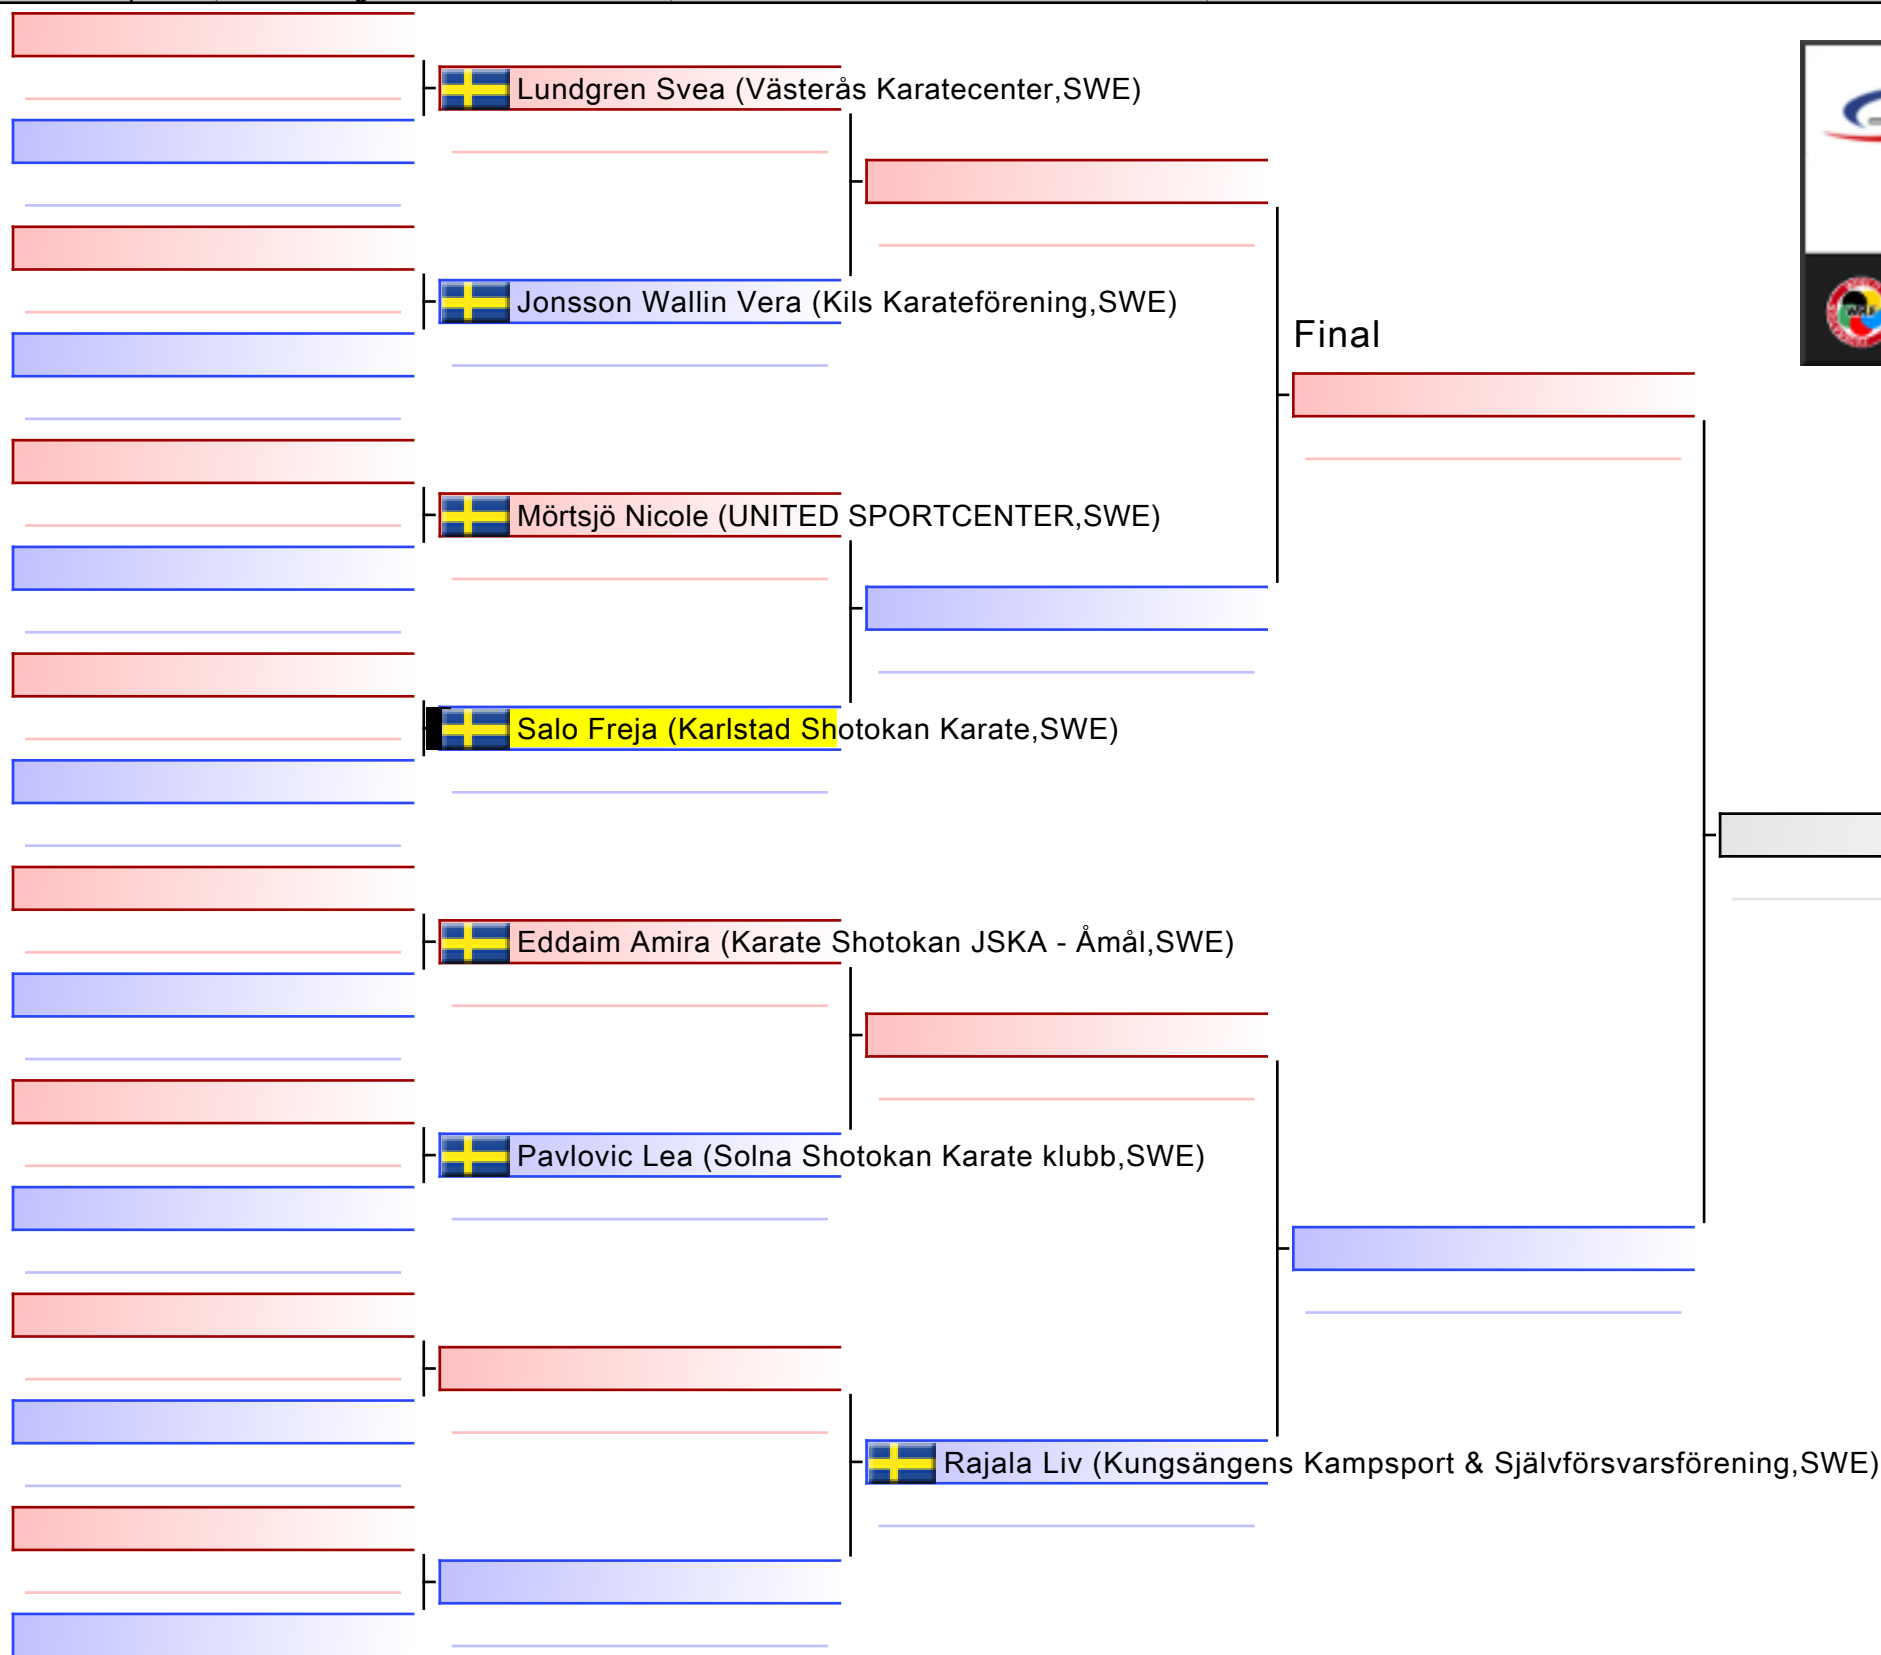 Lundgren Svea (Västerås Karatecenter,SWE)
Jonsson Wallin Vera (Kils Karateförening,SWE)
Final
Mörtsjö Nicole (UNITED SPORTCENTER,SWE)
Salo Freja (Karlstad Shotokan Karate,SWE)
Eddaim Amira (Karate Shotokan JSKA - Åmål,SWE)
Pavlovic Lea (Solna Shotokan Karate klubb,SWE)
Rajala Liv (Kungsängens Kampsport & Självförsvarsförening,SWE)